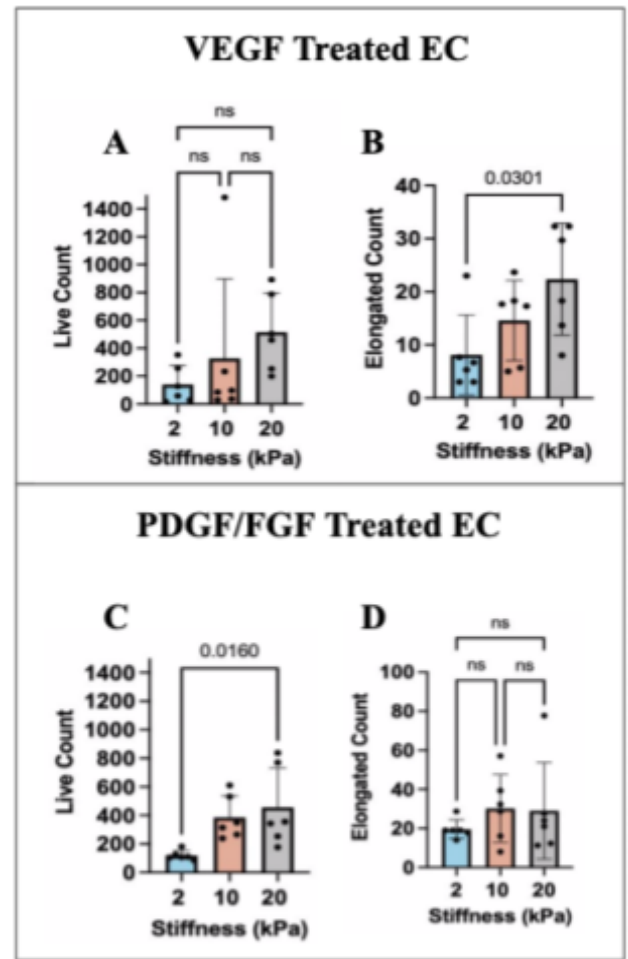 VEGF Treated EC
A
ns
ns ns
Live Count
1400
1200
1000
800
600
400
200
0
2 10 20
Stiffness (kPa)
B
0.0301
Elongated Count
40
30
20
10
0
2 10 20
Stiffness (kPa)
PDGF/FGF Treated EC
C
0.0160
Live Count
1400
1200
1000
800
600
400
200
0
2 10 20
Stiffness (kPa)
D
ns
ns ns
Elongated Count
100
80
60
40
20
0
2 10 20
Stiffness (kPa)